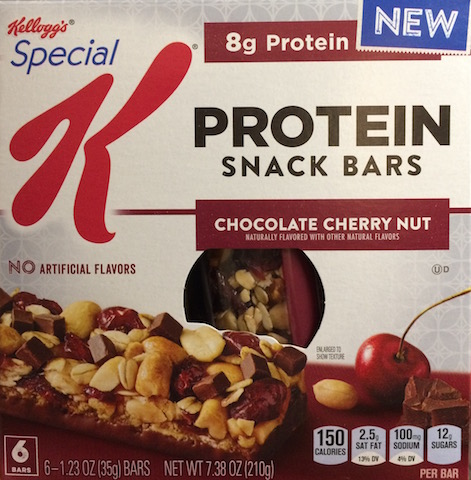 Kellogg's
Special
K
8g Protein
NEW
PROTEIN
SNACK BARS
CHOCOLATE CHERRY NUT
NATURALLY FLAVORED WITH OTHER NATURAL FLAVORS
NO ARTIFICIAL FLAVORS
U D
ENLARGED TO
SHOW TEXTURE
6
BARS
6-1.23 OZ (35g) BARS NET WT 7.38 OZ (210g)
150
CALORIES
2.5g
SAT FAT
13% DV
100mg
SODIUM
4% DV
12g
SUGARS
PER BAR